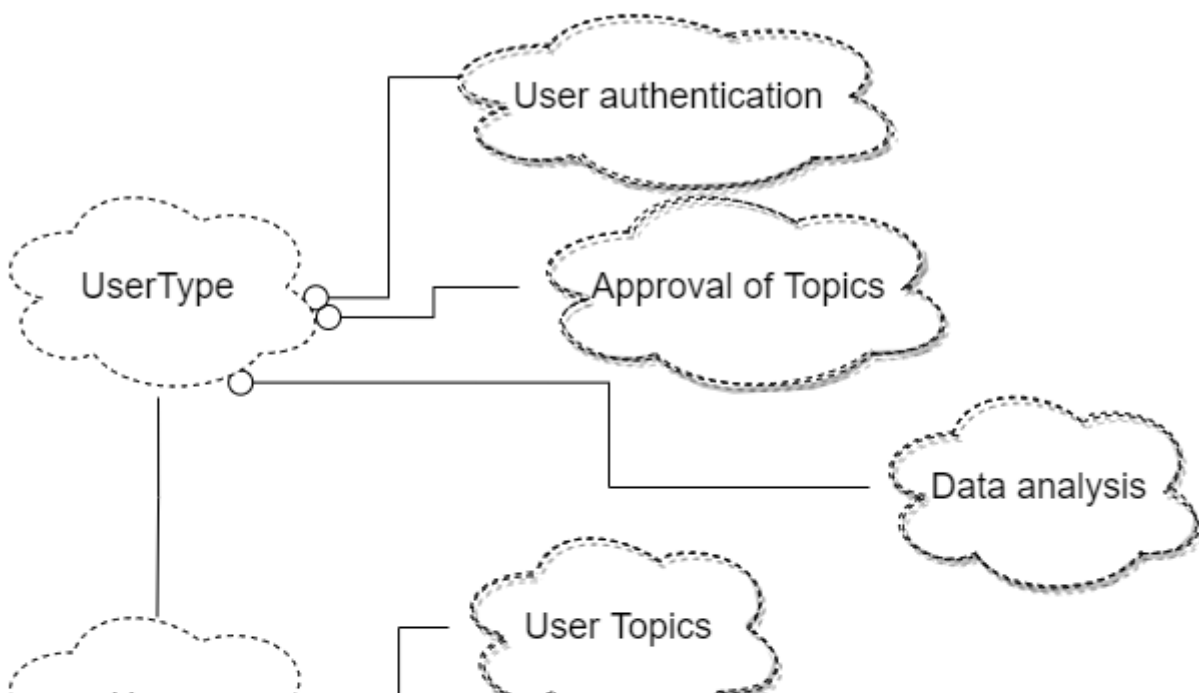 User authentication
UserType
Approval of Topics
Data analysis
User Topics